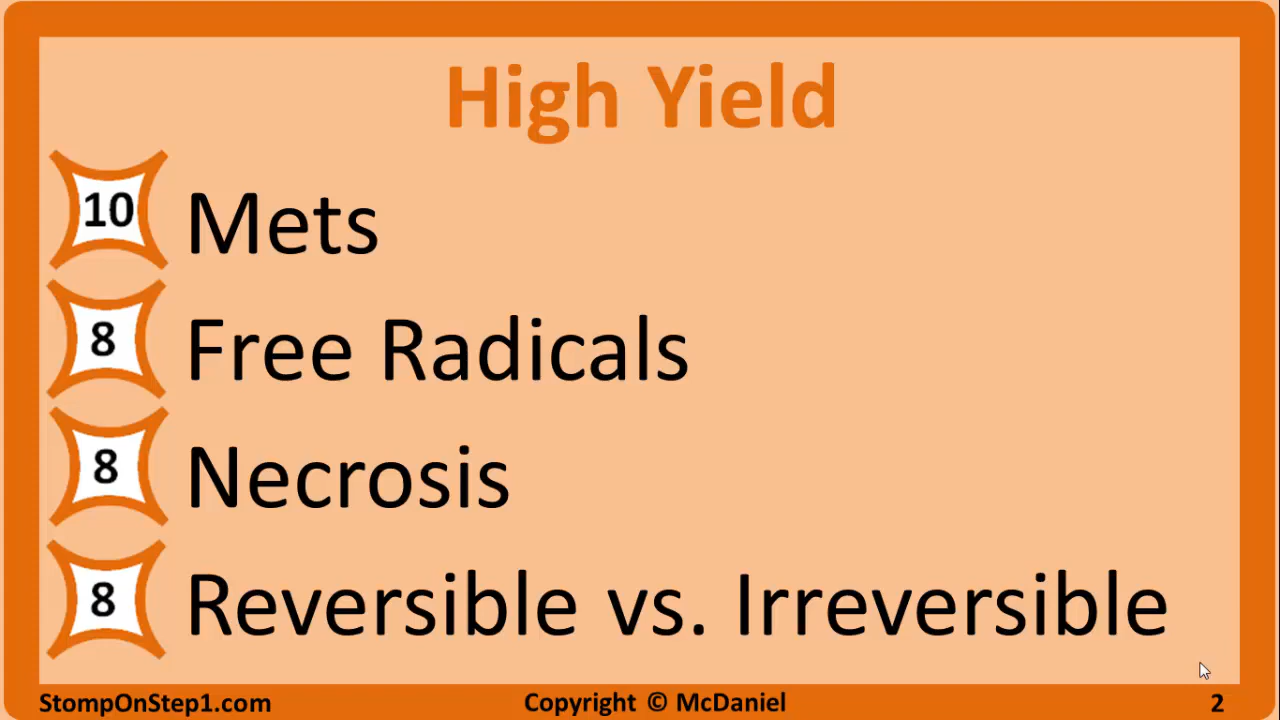 High Yield
10 Mets
8 Free Radicals
8 Necrosis
8 Reversible vs. Irreversible
StompOnStep1.com Copyright © McDaniel 2